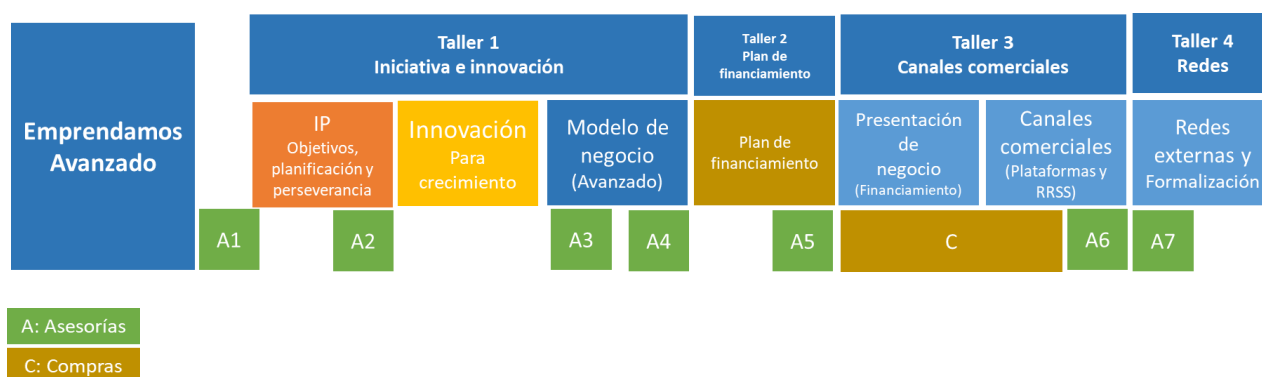 Emprendamos
Avanzado
Taller 1
Iniciativa e innovación
Taller 2
Plan de
financiamiento
Taller 3
Canales comerciales
Taller 4
Redes
IP
Objetivos,
planificación y
perseverancia
Innovación
Para
crecimiento
Modelo de
negocio
(Avanzado)
Plan de
financiamiento
Presentación
de
negocio
(Financiamiento)
Canales
comerciales
(Plataformas y
RRSS)
Redes
externas y
Formalización
A1
A2
A3
A4
A5
C
A6
A7
A: Asesorías
C: Compras